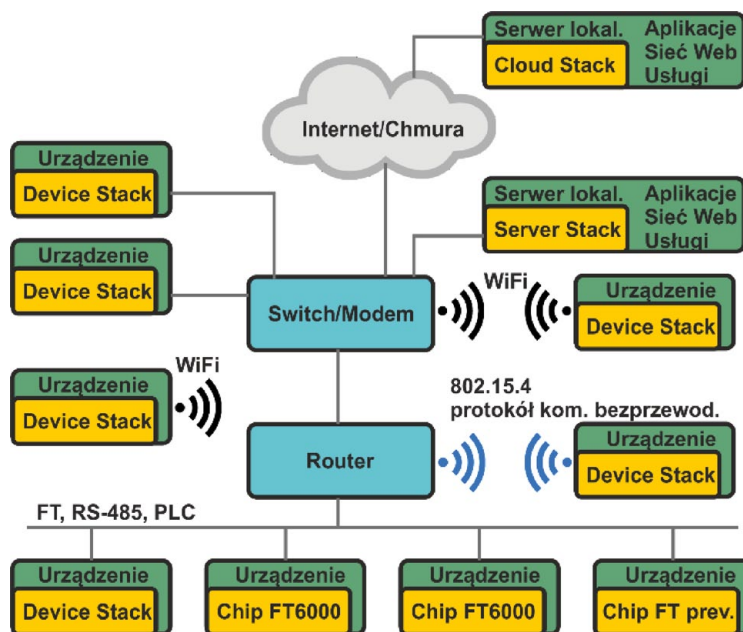 Serwer lokal. Aplikacje
Sieć Web
Cloud Stack
Usługi
Internet/Chmura
Urządzenie
Device Stack
Serwer lokal. Aplikacje
Sieć Web
Server Stack
Usługi
Urządzenie
Device Stack
WiFi
Switch/Modem
Urządzenie
Device Stack
WiFi
Urządzenie
Device Stack
802.15.4
protokół kom. bezprzewod.
Router
Urządzenie
Device Stack
FT, RS-485, PLC
Urządzenie
Device Stack
Urządzenie
Chip FT6000
Urządzenie
Chip FT6000
Urządzenie
Chip FT prev.